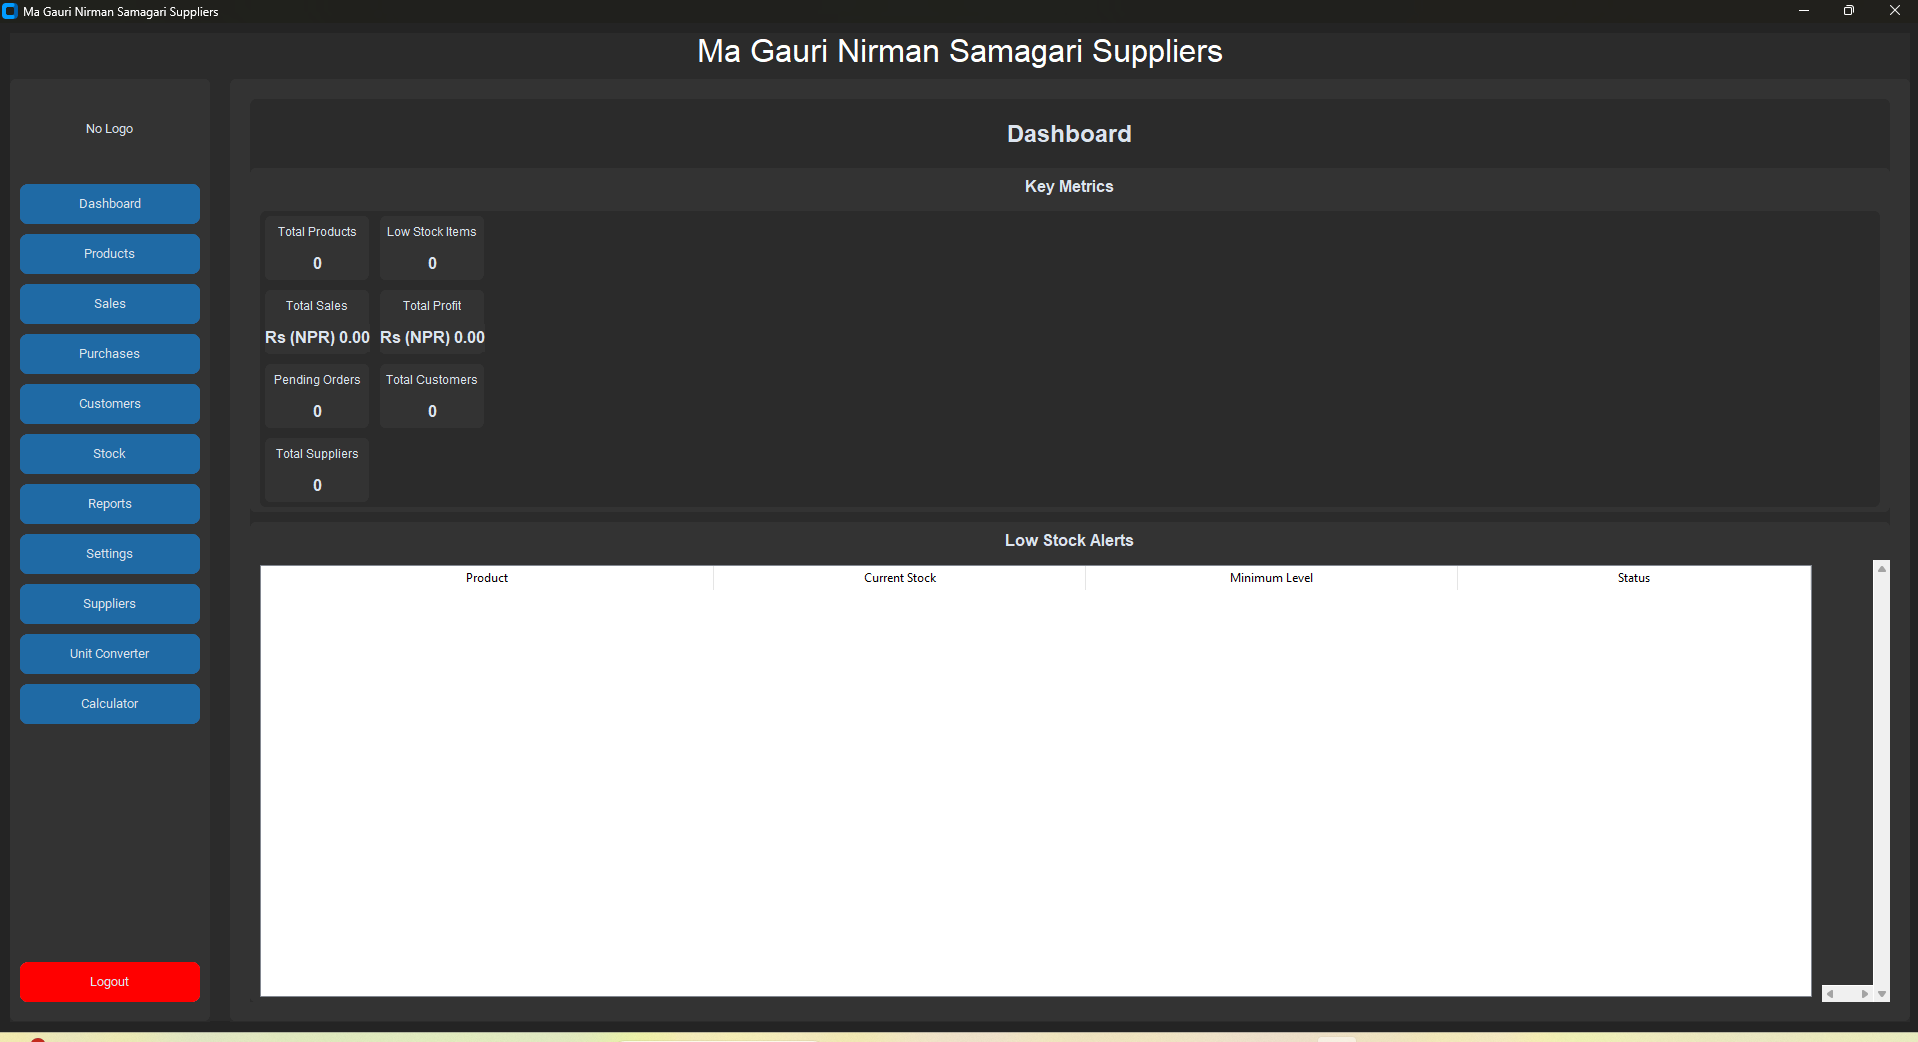 Ma Gauri Nirman Samagari Suppliers
Ma Gauri Nirman Samagari Suppliers
No Logo
Dashboard
Products
Sales
Purchases
Customers
Stock
Reports
Settings
Suppliers
Unit Converter
Calculator
Logout
Dashboard
Key Metrics
Total Products
0
Low Stock Items
0
Total Sales
Rs (NPR) 0.00
Total Profit
Rs (NPR) 0.00
Pending Orders
0
Total Customers
0
Total Suppliers
0
Low Stock Alerts
Product Current Stock Minimum Level Status